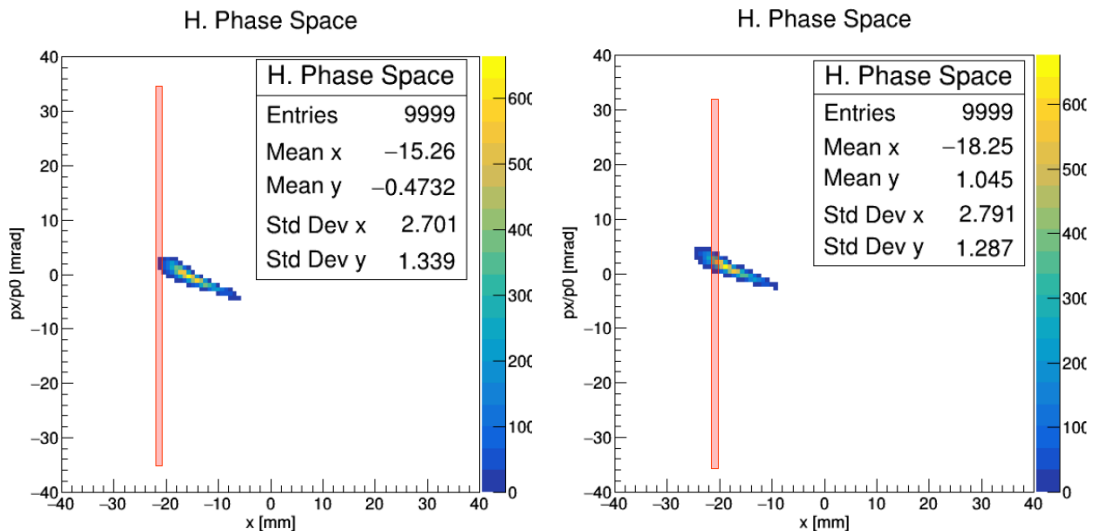 H. Phase Space
H. Phase Space
Entries 9999
Mean x −15.26
Mean y −0.4732
Std Dev x 2.701
Std Dev y 1.339
px/p0 [mrad]
40
30
20
10
0
−10
−20
−30
−40
−40 −30 −20 −10 0 10 20 30 40
x [mm]
600
500
400
300
200
100
0
H. Phase Space
H. Phase Space
Entries 9999
Mean x −18.25
Mean y 1.045
Std Dev x 2.791
Std Dev y 1.287
px/p0 [mrad]
40
30
20
10
0
−10
−20
−30
−40
−40 −30 −20 −10 0 10 20 30 40
x [mm]
600
500
400
300
200
100
0